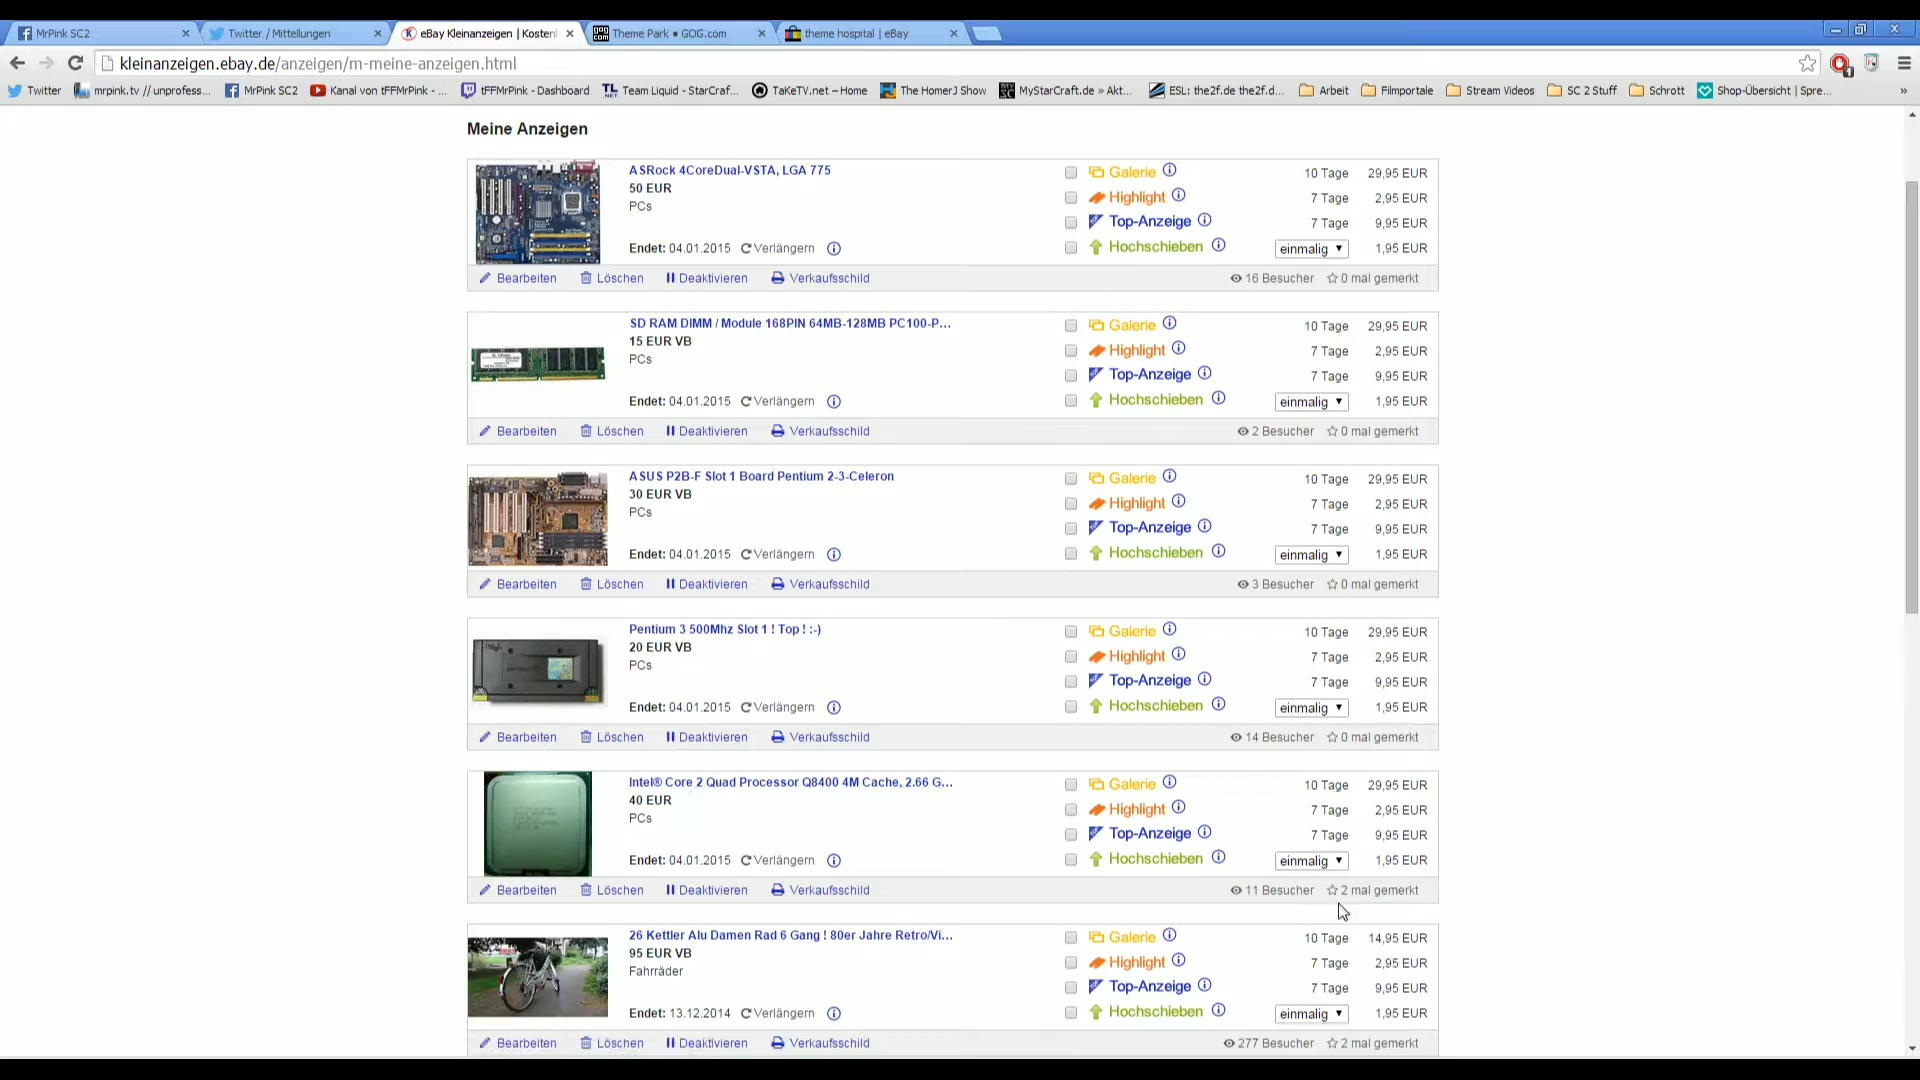 MrPink SC2
Twitter / Mitteilungen
eBay Kleinanzeigen | Kosten
Theme Park ● GOG.com
theme hospital | eBay
kleinanzeigen.ebay.de/anzeigen/m-meine-anzeigen.html
Twitter
mrpink.tv // unprofess...
MrPink SC2
Kanal von tFFMrPink - ...
tFFMrPink - Dashboard
Team Liquid - StarCraf...
TaKeTV.net – Home
The HomerJ Show
MyStarCraft.de » Akt...
ESL: the2f.de the2f.d...
Arbeit
Filmportale
Stream Videos
SC 2 Stuff
Schrott
Shop-Übersicht | Spre...
»
Meine Anzeigen
ASRock 4CoreDual-VSTA, LGA 775
50 EUR
PCs
Endet: 04.01.2015 Verlängern
Galerie 10 Tage 29,95 EUR
Highlight 7 Tage 2,95 EUR
Top-Anzeige 7 Tage 9,95 EUR
Hochschieben einmalig 1,95 EUR
Bearbeiten Löschen Deaktivieren Verkaufsschild 16 Besucher 0 mal gemerkt
SD RAM DIMM / Module 168PIN 64MB-128MB PC100-P...
15 EUR VB
PCs
Endet: 04.01.2015 Verlängern
Galerie 10 Tage 29,95 EUR
Highlight 7 Tage 2,95 EUR
Top-Anzeige 7 Tage 9,95 EUR
Hochschieben einmalig 1,95 EUR
Bearbeiten Löschen Deaktivieren Verkaufsschild 2 Besucher 0 mal gemerkt
ASUS P2B-F Slot 1 Board Pentium 2-3-Celeron
30 EUR VB
PCs
Endet: 04.01.2015 Verlängern
Galerie 10 Tage 29,95 EUR
Highlight 7 Tage 2,95 EUR
Top-Anzeige 7 Tage 9,95 EUR
Hochschieben einmalig 1,95 EUR
Bearbeiten Löschen Deaktivieren Verkaufsschild 3 Besucher 0 mal gemerkt
Pentium 3 500Mhz Slot 1 ! Top ! :-)
20 EUR VB
PCs
Endet: 04.01.2015 Verlängern
Galerie 10 Tage 29,95 EUR
Highlight 7 Tage 2,95 EUR
Top-Anzeige 7 Tage 9,95 EUR
Hochschieben einmalig 1,95 EUR
Bearbeiten Löschen Deaktivieren Verkaufsschild 14 Besucher 0 mal gemerkt
Intel® Core 2 Quad Processor Q8400 4M Cache, 2.66 G...
40 EUR
PCs
Endet: 04.01.2015 Verlängern
Galerie 10 Tage 29,95 EUR
Highlight 7 Tage 2,95 EUR
Top-Anzeige 7 Tage 9,95 EUR
Hochschieben einmalig 1,95 EUR
Bearbeiten Löschen Deaktivieren Verkaufsschild 11 Besucher 2 mal gemerkt
26 Kettler Alu Damen Rad 6 Gang ! 80er Jahre Retro/Vi...
95 EUR VB
Fahrräder
Endet: 13.12.2014 Verlängern
Galerie 10 Tage 14,95 EUR
Highlight 7 Tage 2,95 EUR
Top-Anzeige 7 Tage 9,95 EUR
Hochschieben einmalig 1,95 EUR
Bearbeiten Löschen Deaktivieren Verkaufsschild 277 Besucher 2 mal gemerkt